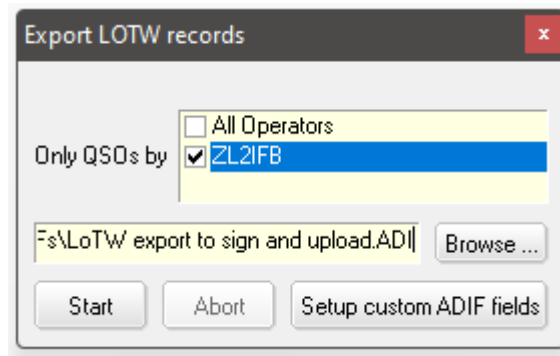 Export LOTW records
x
All Operators
Only QSOs by
ZL2IFB
Fs\LoTW export to sign and upload.ADI
Browse ...
Start
Abort
Setup custom ADIF fields